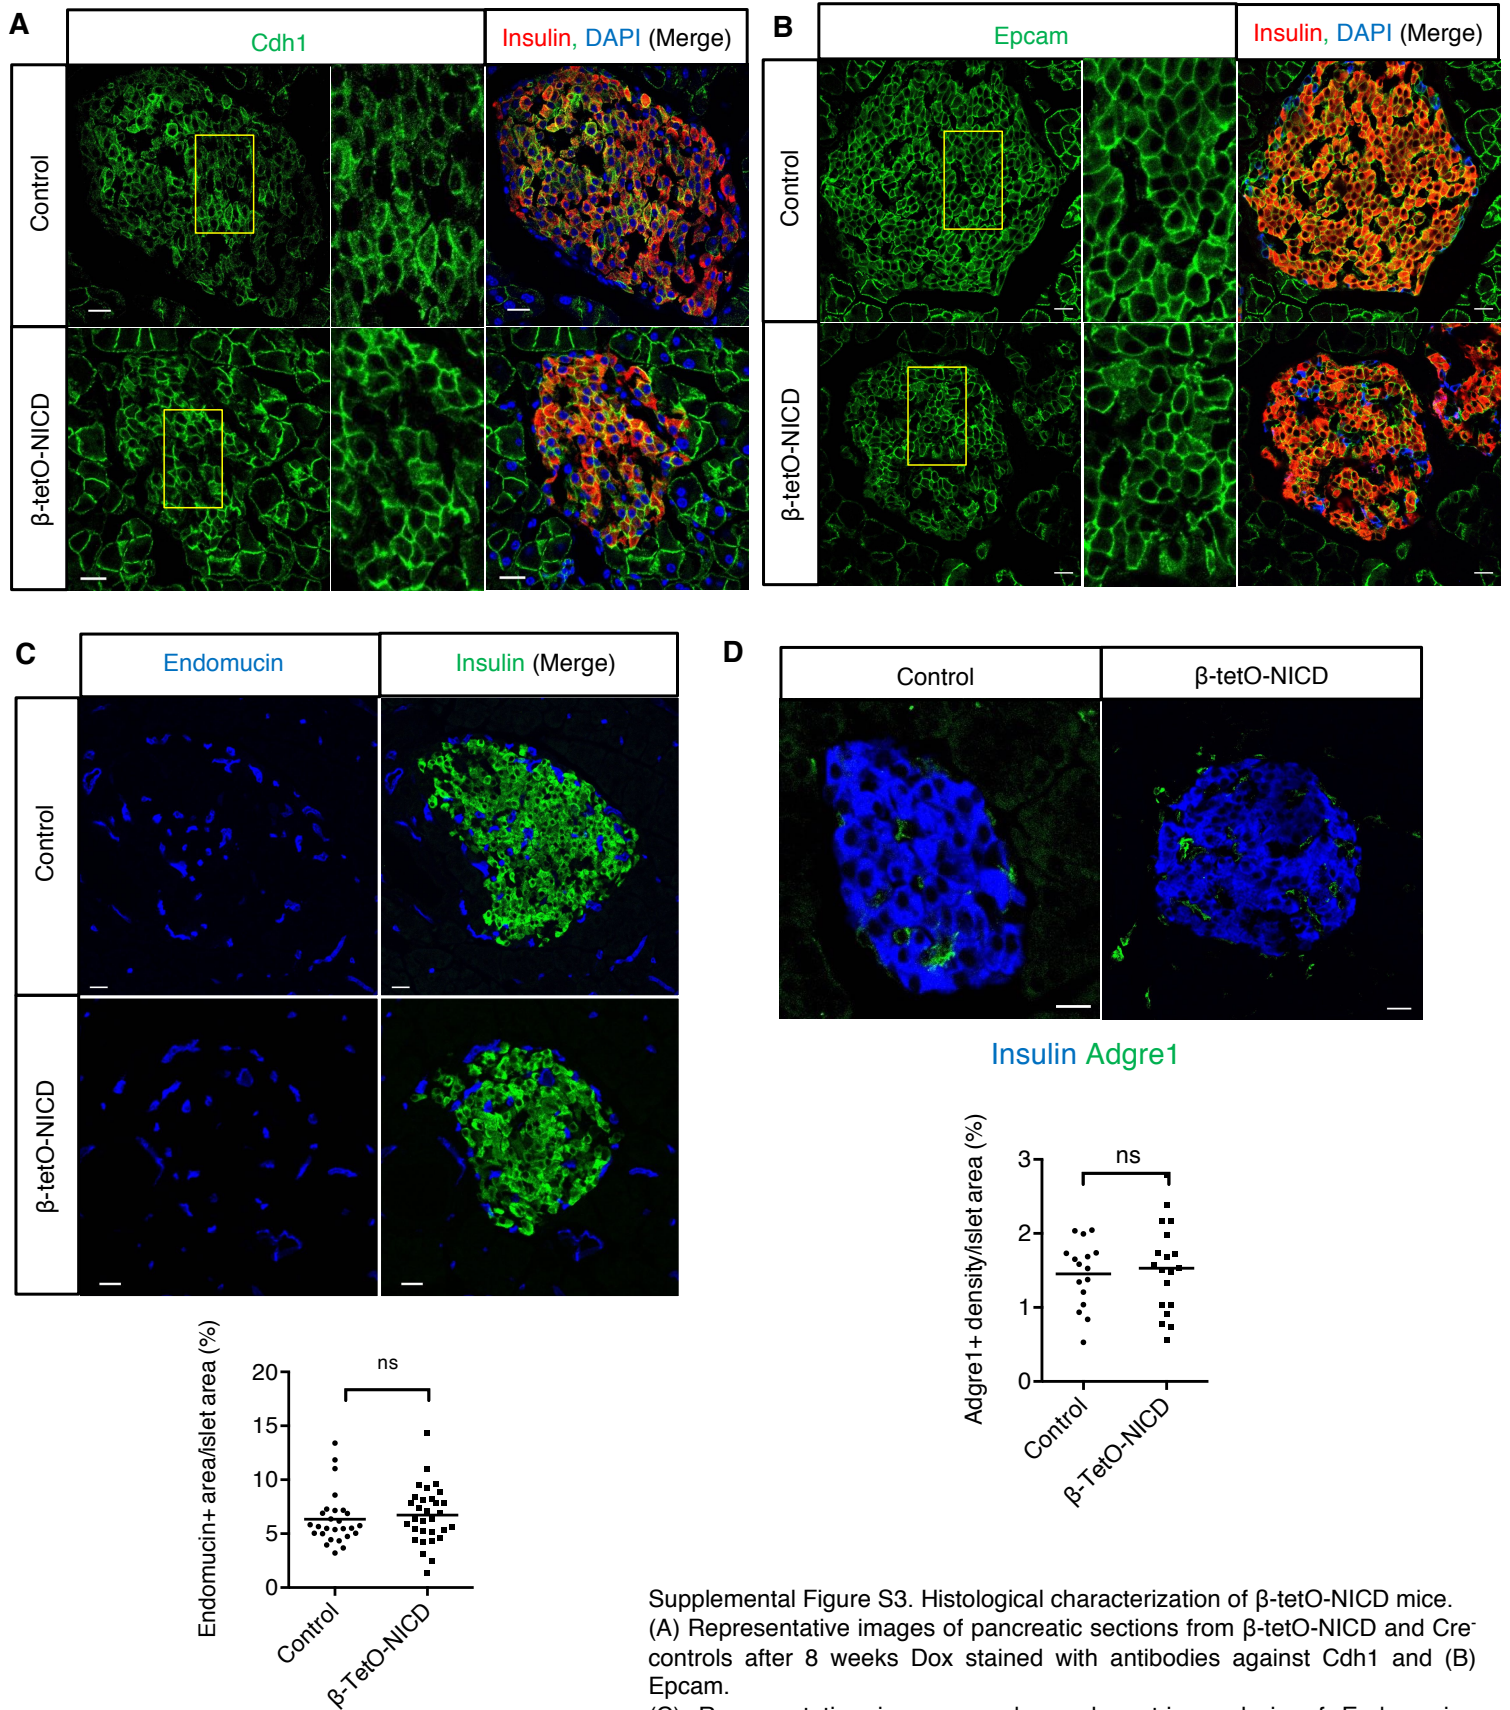 A
Cdh1
Insulin, DAPI (Merge)
Control
β-tetO-NICD
B
Epcam
Insulin, DAPI (Merge)
Control
β-tetO-NICD
C
Endomucin
Insulin (Merge)
Control
β-tetO-NICD
D
Control
β-tetO-NICD
Insulin Adgre1
Adgre1+ density/islet area (%)
3
2
1
0
ns
Control
β-TetO-NICD
Endomucin+ area/islet area (%)
20
15
10
5
0
ns
Control
β-TetO-NICD
Supplemental Figure S3. Histological characterization of β-tetO-NICD mice.
(A) Representative images of pancreatic sections from β-tetO-NICD and Cre-
controls after 8 weeks Dox stained with antibodies against Cdh1 and (B)
Epcam.